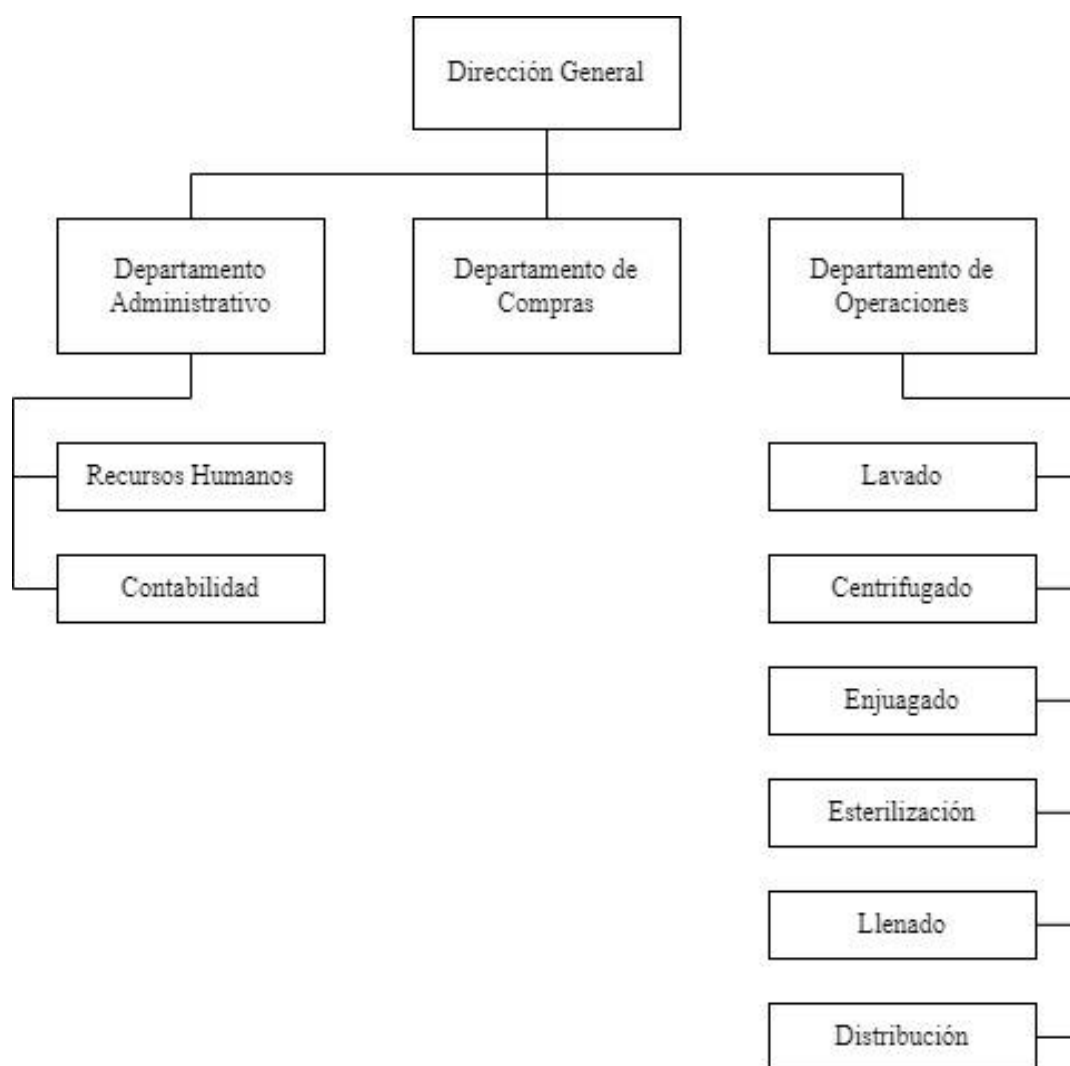 Dirección General
Departamento
Administrativo
Departamento de
Compras
Departamento de
Operaciones
Recursos Humanos
Contabilidad
Lavado
Centrifugado
Enjuagado
Esterilización
Llenado
Distribución